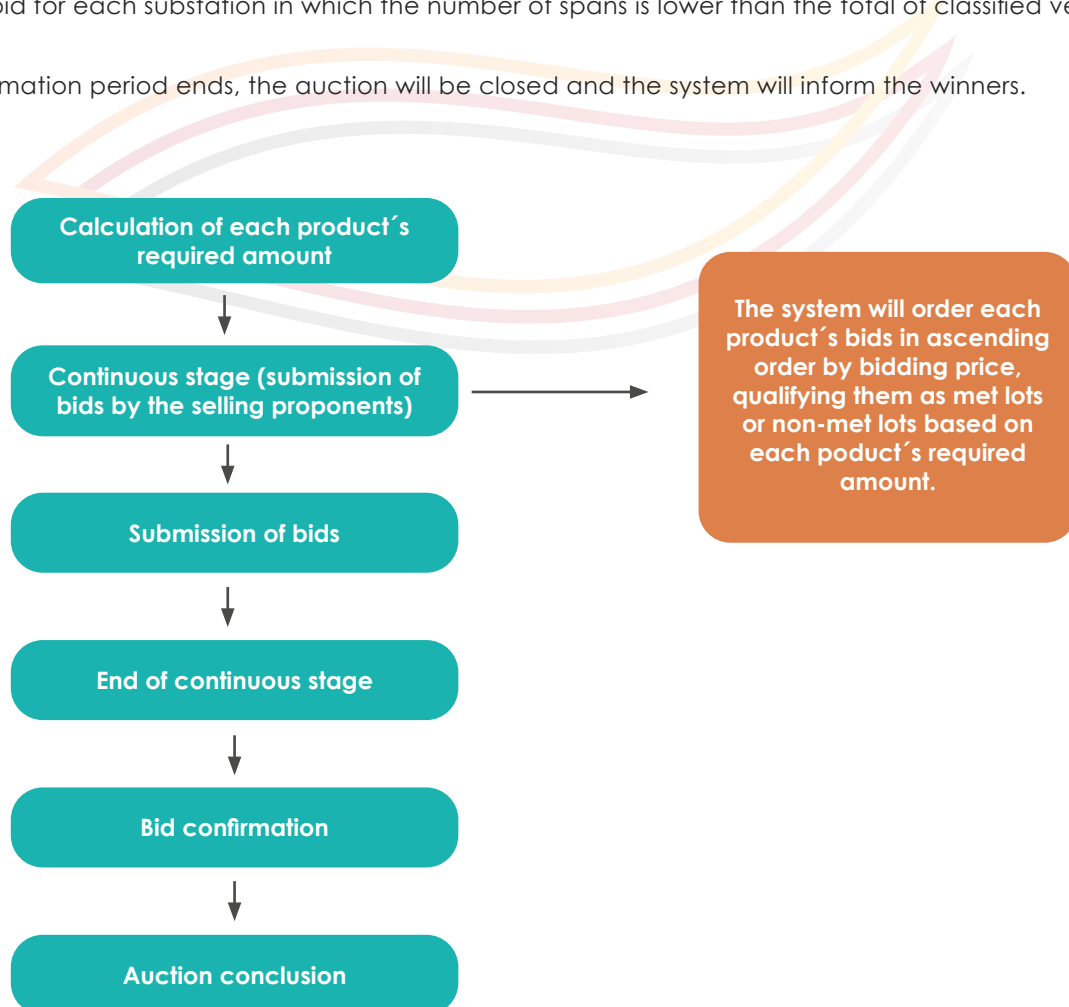 id for each substation in which the number of spans is lower than the total of classified
mation period ends, the auction will be closed and the system will inform the winners.
Calculation of each product´s
required amount
Continuous stage (submission of
bids by the selling proponents)
The system will order each
product´s bids in ascending
order by bidding price,
qualifying them as met lots
or non-met lots based on
each poduct´s required
amount.
Submission of bids
End of continuous stage
Bid confirmation
Auction conclusion